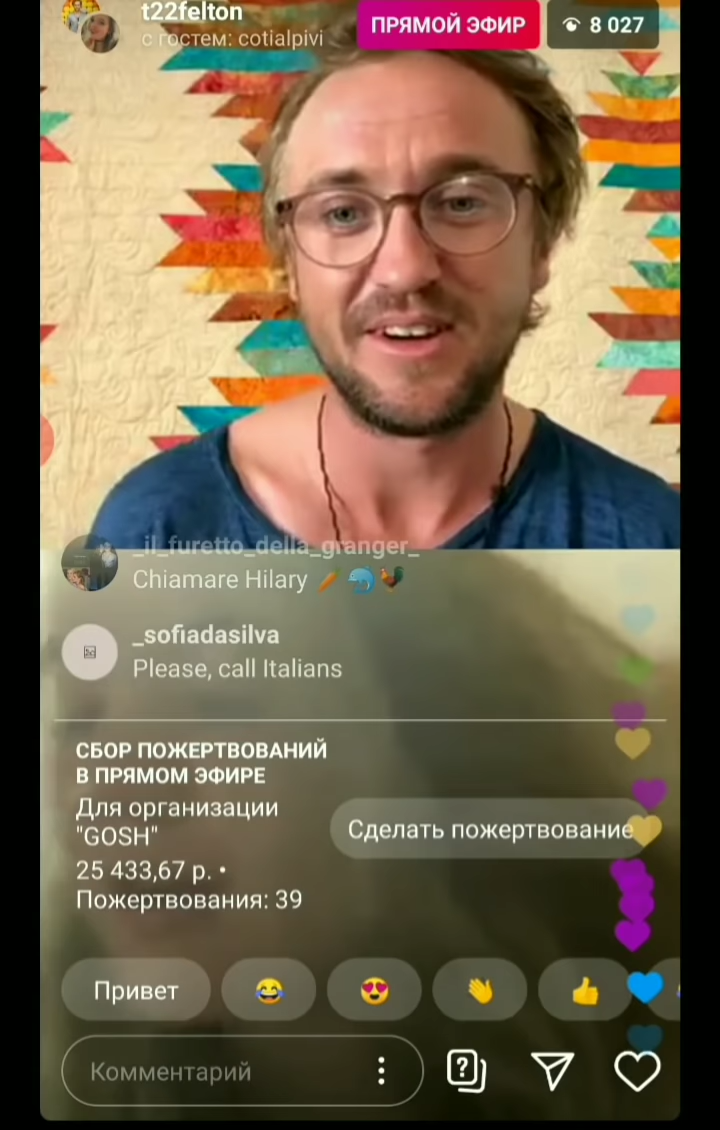 t22felton
с гостем: cotialpivi
ПРЯМОЙ ЭФИР
8 027
_il_furetto_della_granger_
Chiamare Hilary 🥕🐬🐓
_sofiadasilva
Please, call Italians
СБОР ПОЖЕРТВОВАНИЙ
В ПРЯМОМ ЭФИРЕ
Для организации
"GOSH"
25 433,67 р. •
Пожертвования: 39
Сделать пожертвование
Привет 😂 😍 👋 👍
Комментарий